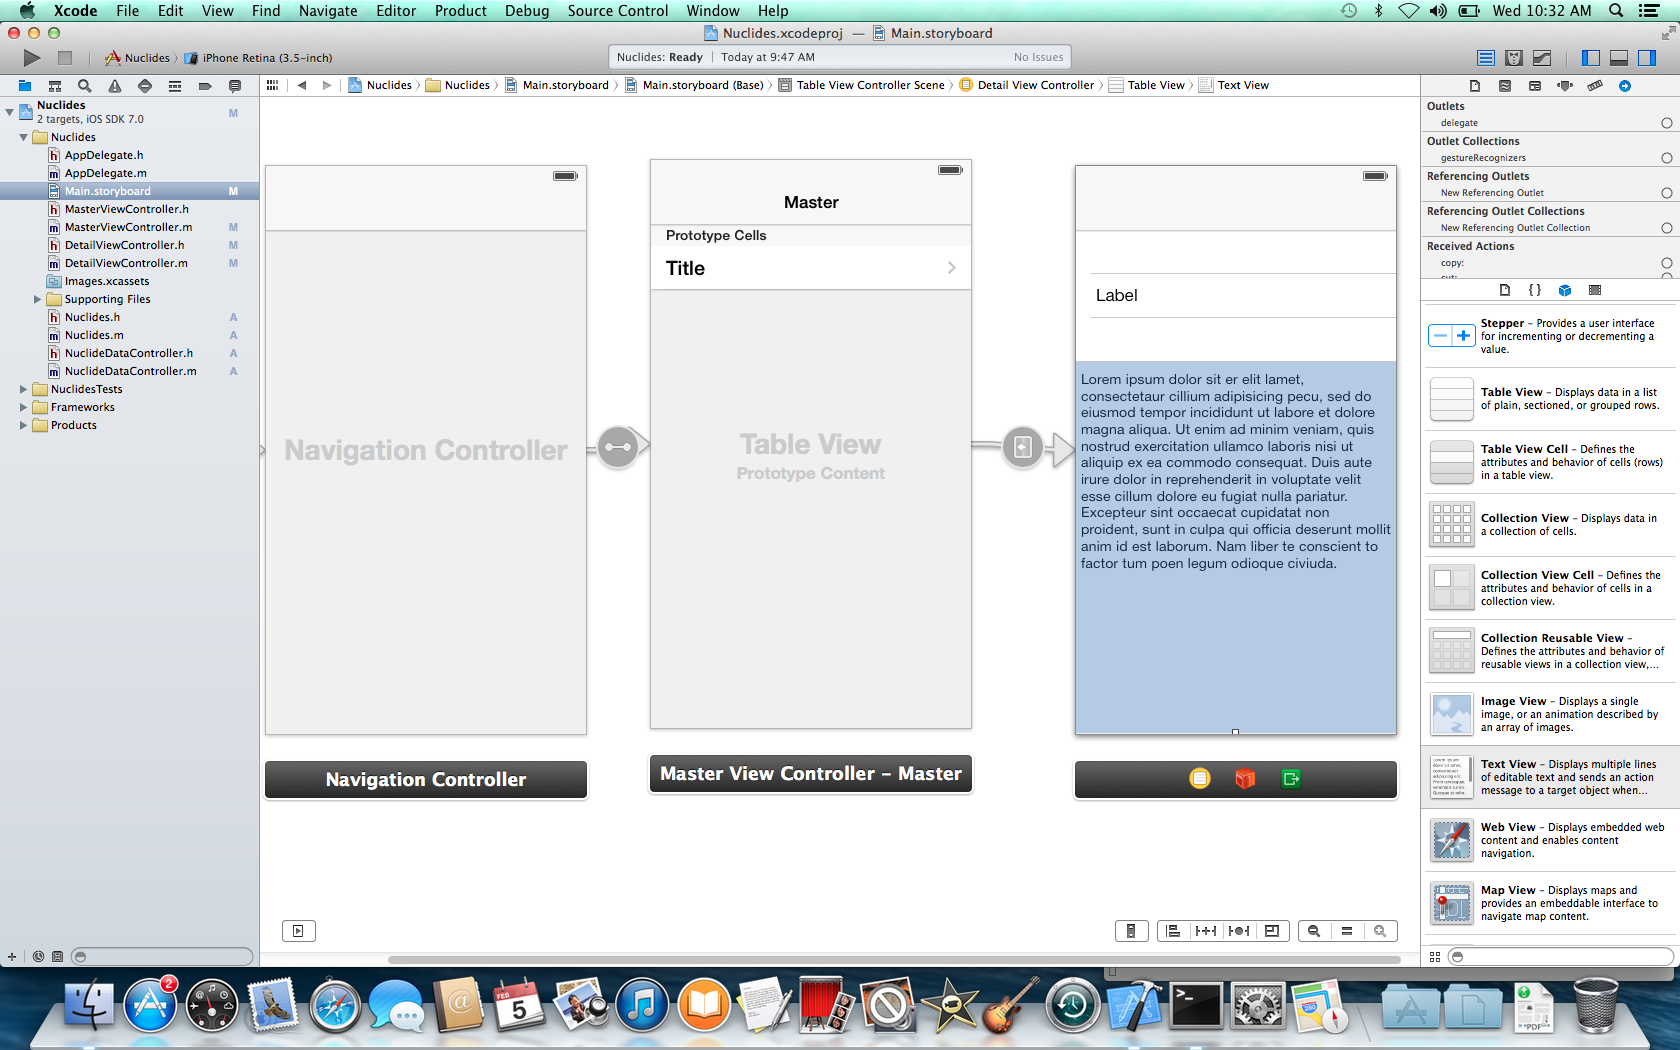 Xcode File Edit View Find Navigate Editor Product Debug Source Control Window Help Wed 10:32 AM
Nuclides.xcodeproj — Main.storyboard
Nuclides iPhone Retina (3.5-inch)
Nuclides: Ready Today at 9:47 AM No Issues
Nuclides Nuclides Main.storyboard Main.storyboard (Base) Table View Controller Scene Detail View Controller Table View Text View
Nuclides M
2 targets, iOS SDK 7.0
Nuclides
AppDelegate.h
AppDelegate.m
Main.storyboard M
MasterViewController.h
MasterViewController.m M
DetailViewController.h M
DetailViewController.m M
Images.xcassets
Supporting Files
Nuclides.h A
Nuclides.m A
NuclideDataController.h A
NuclideDataController.m A
NuclidesTests
Frameworks
Products
Navigation Controller
Navigation Controller
Master
Prototype Cells
Title
Table View
Prototype Content
Master View Controller – Master
Label
Lorem ipsum dolor sit er elit lamet,
consectetaur cillium adipisicing pecu, sed do
eiusmod tempor incididunt ut labore et dolore
magna aliqua. Ut enim ad minim veniam, quis
nostrud exercitation ullamco laboris nisi ut
aliquip ex ea commodo consequat. Duis aute
irure dolor in reprehenderit in voluptate velit
esse cillum dolore eu fugiat nulla pariatur.
Excepteur sint occaecat cupidatat non
proident, sunt in culpa qui officia deserunt mollit
anim id est laborum. Nam liber te conscient to
factor tum poen legum odioque civiuda.
Outlets
delegate
Outlet Collections
gestureRecognizers
Referencing Outlets
New Referencing Outlet
Referencing Outlet Collections
New Referencing Outlet Collection
Received Actions
copy:
cut:
{ }
Stepper – Provides a user interface
for incrementing or decrementing a
value.
Table View – Displays data in a list
of plain, sectioned, or grouped rows.
Table View Cell – Defines the
attributes and behavior of cells (rows)
in a table view.
Collection View – Displays data in
a collection of cells.
Collection View Cell – Defines the
attributes and behavior of cells in a
collection view.
Collection Reusable View –
Defines the attributes and behavior of
reusable views in a collection view,...
Image View – Displays a single
image, or an animation described by
an array of images.
Text View – Displays multiple lines
of editable text and sends an action
message to a target object when...
Web View – Displays embedded web
content and enables content
navigation.
Map View – Displays maps and
provides an embeddable interface to
navigate map content.
2
FEB
5
PDF